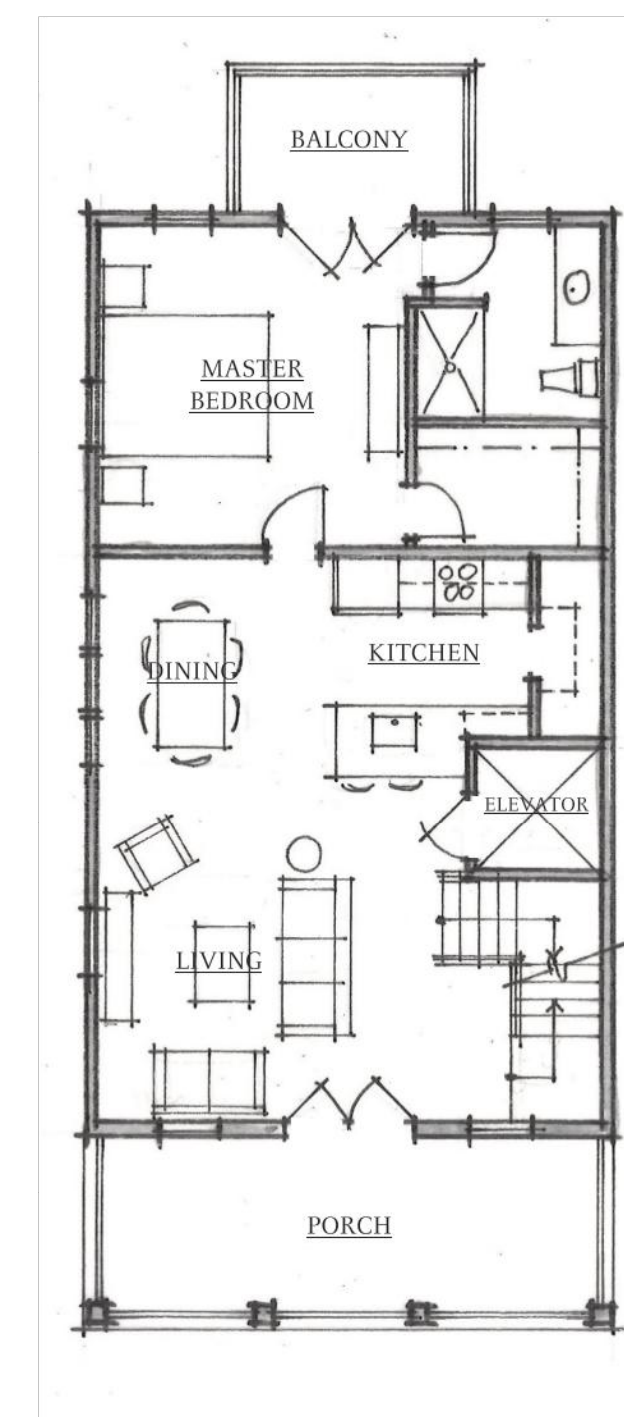 BALCONY
MASTER
BEDROOM
DINING
KITCHEN
ELEVATOR
LIVING
PORCH